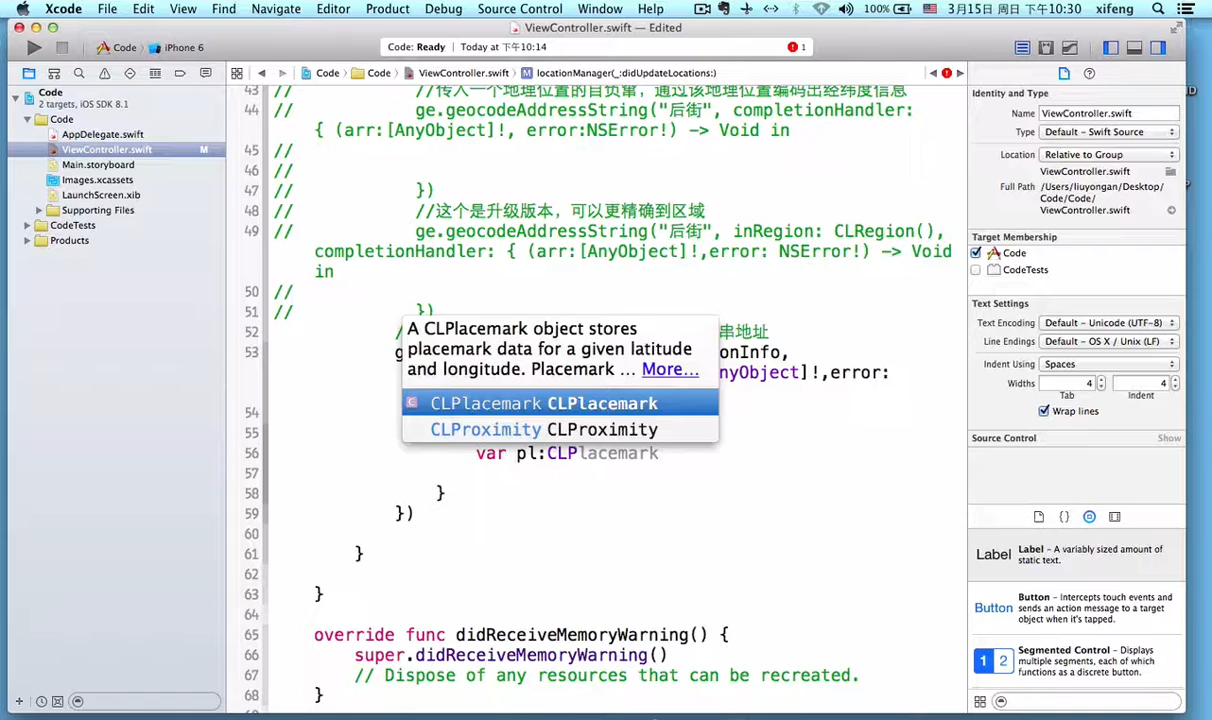 Xcode File Edit View Find Navigate Editor Product Debug Source Control Window Help 100% 3月15日 周日 下午10:30 xifeng
ViewController.swift — Edited
Code iPhone 6 Code: Ready Today at 下午10:14 1
Code Code ViewController.swift M locationManager(_:didUpdateLocations:)
Code
2 targets, iOS SDK 8.1
Code
AppDelegate.swift
ViewController.swift M
Main.storyboard
Images.xcassets
LaunchScreen.xib
Supporting Files
CodeTests
Products
43 // //传入一个地理位置的自负窜，通过该地理位置编码出经纬度信息
44 // ge.geocodeAddressString("后街", completionHandler:
{ (arr:[AnyObject]!, error:NSError!) -> Void in
45 //
46 //
47 // })
48 // //这个是升级版本，可以更精确到区域
49 // ge.geocodeAddressString("后街", inRegion: CLRegion(),
completionHandler: { (arr:[AnyObject]!,error: NSError!) -> Void
in
50 //
51 // })
52 串地址
53 onInfo,
nyObject]!,error:
A CLPlacemark object stores
placemark data for a given latitude
and longitude. Placemark ... More...
C CLPlacemark CLPlacemark
CLProximity CLProximity
54
55
56 var pl:CLPlacemark
57
58 }
59 })
60
61 }
62
63 }
64
65 override func didReceiveMemoryWarning() {
66 super.didReceiveMemoryWarning()
67 // Dispose of any resources that can be recreated.
68 }
Identity and Type
Name ViewController.swift
Type Default - Swift Source
Location Relative to Group
ViewController.swift
Full Path /Users/liuyongan/Desktop/
Code/Code/
ViewController.swift
Target Membership
Code
CodeTests
Text Settings
Text Encoding Default - Unicode (UTF-8)
Line Endings Default - OS X / Unix (LF)
Indent Using Spaces
Widths 4 4
Tab Indent
Wrap lines
Source Control Show
Label Label - A variably sized amount of
static text.
Button Button - Intercepts touch events and
sends an action message to a target
object when it's tapped.
1 2 Segmented Control - Displays
multiple segments, each of which
functions as a discrete button.